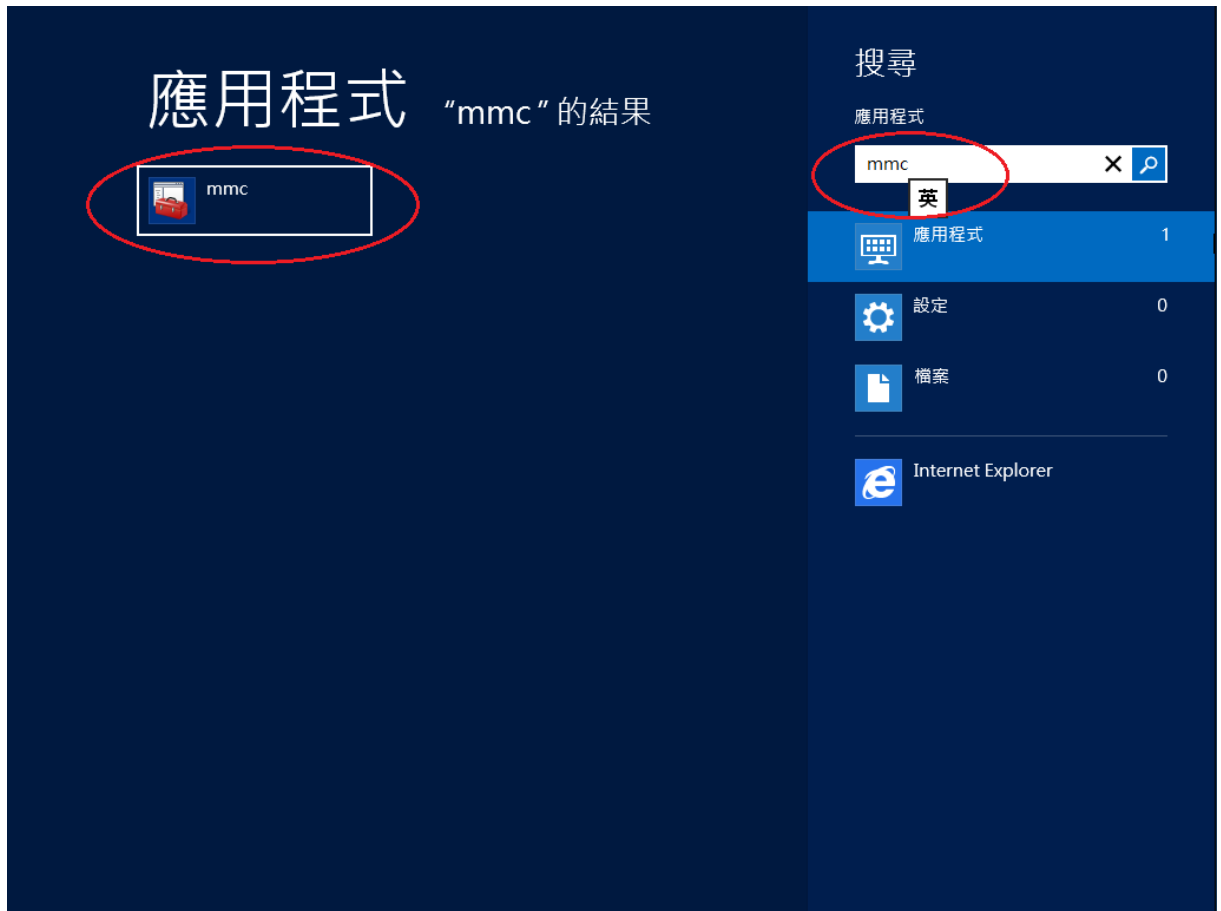 應用程式 "mmc" 的結果
mmc
搜尋
應用程式
mmc
英
應用程式 1
設定 0
檔案 0
Internet Explorer